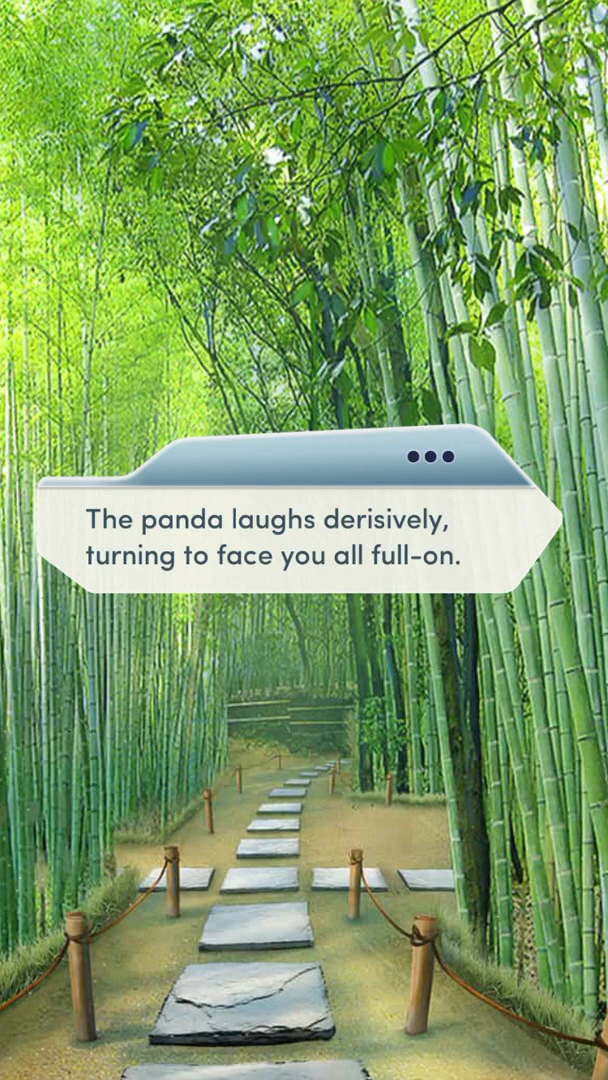 The panda laughs derisively,
turning to face you all full-on.